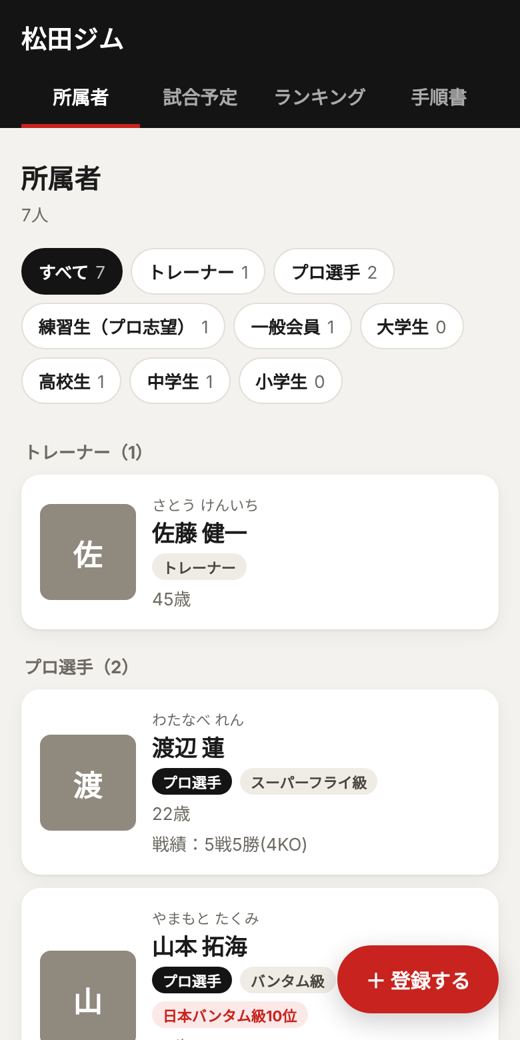 松田ジム
所属者 試合予定 ランキング 手順書
所属者
7人
すべて 7 トレーナー 1 プロ選手 2
練習生（プロ志望） 1 一般会員 1 大学生 0
高校生 1 中学生 1 小学生 0
トレーナー（1）
佐
さとう けんいち
佐藤 健一
トレーナー
45歳
プロ選手（2）
渡
わたなべ れん
渡辺 蓮
プロ選手 スーパーフライ級
22歳
戦績：5戦5勝(4KO)
山
やまもと たくみ
山本 拓海
プロ選手 バンタム級
日本バンタム級10位
＋ 登録する